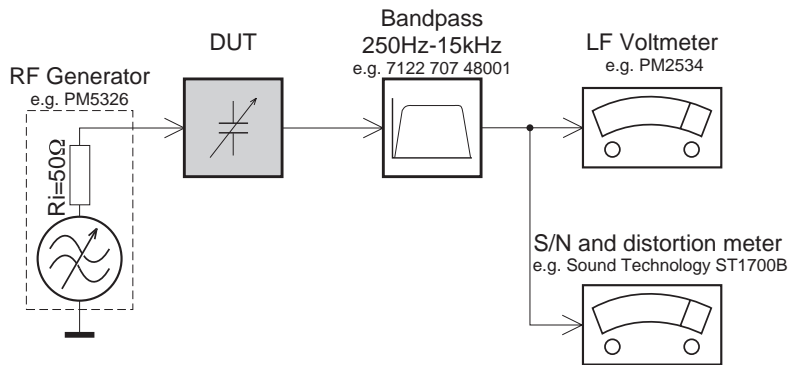 RF Generator
e.g. PM5326
Ri=50Ω
DUT
Bandpass
250Hz-15kHz
e.g. 7122 707 48001
LF Voltmeter
e.g. PM2534
S/N and distortion meter
e.g. Sound Technology ST1700B